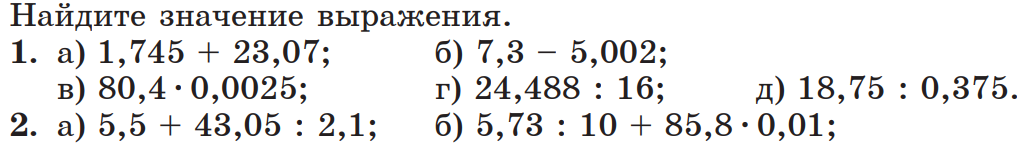 Найдите значение выражения.
1. а) 1,745 + 23,07; б) 7,3 − 5,002;
в) 80,4 · 0,0025; г) 24,488 : 16; д) 18,75 : 0,375.
2. а) 5,5 + 43,05 : 2,1; б) 5,73 : 10 + 85,8 · 0,01;